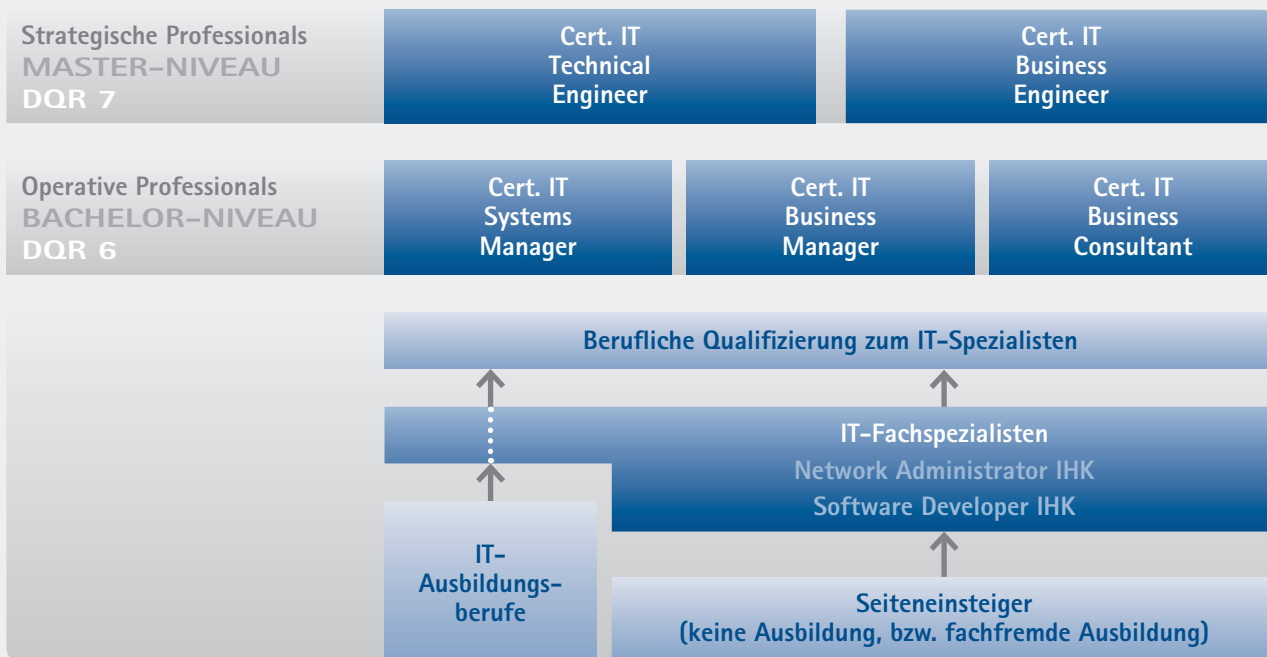 Strategische Professionals
MASTER-NIVEAU
DQR 7
Cert. IT
Technical
Engineer
Cert. IT
Business
Engineer
Operative Professionals
BACHELOR-NIVEAU
DQR 6
Cert. IT
Systems
Manager
Cert. IT
Business
Manager
Cert. IT
Business
Consultant
Berufliche Qualifizierung zum IT-Spezialisten
IT-Fachspezialisten
Network Administrator IHK
Software Developer IHK
IT-
Ausbildungs-
berufe
Seiteneinsteiger
(keine Ausbildung, bzw. fachfremde Ausbildung)